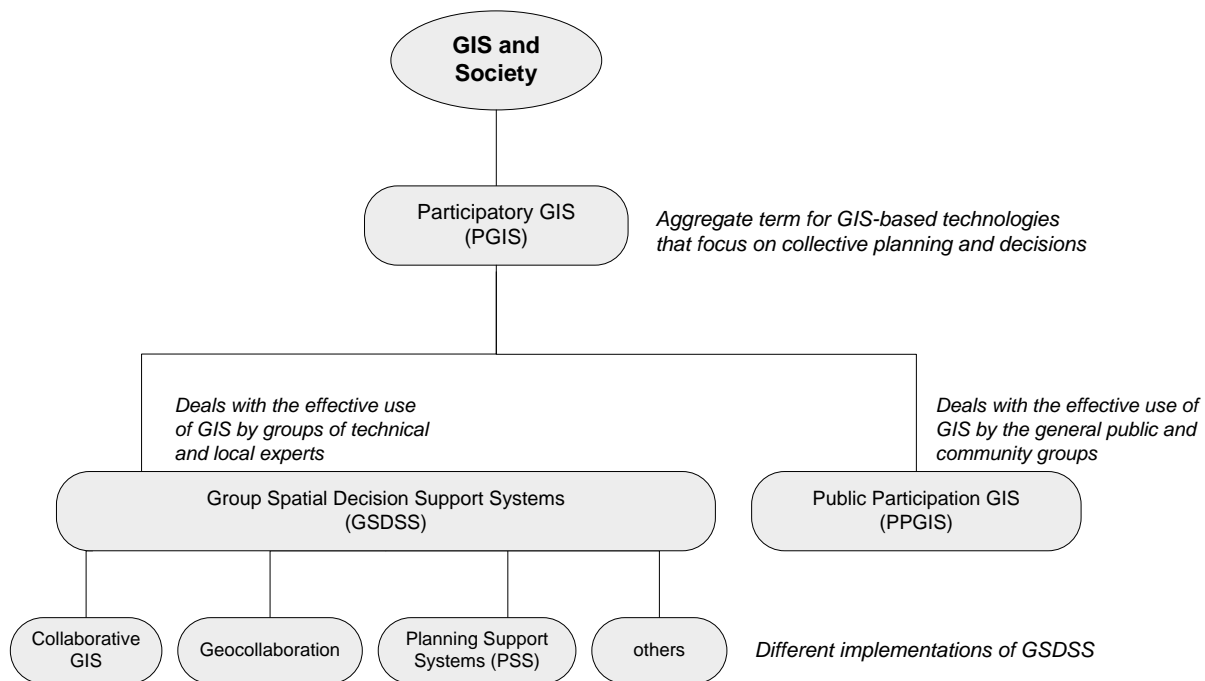 GIS and
Society
Participatory GIS
(PGIS)
Aggregate term for GIS-based technologies
that focus on collective planning and decisions
Deals with the effective use
of GIS by groups of technical
and local experts
Deals with the effective use of
GIS by the general public and
community groups
Group Spatial Decision Support Systems
(GSDSS)
Public Participation GIS
(PPGIS)
Collaborative
GIS
Geocollaboration
Planning Support
Systems (PSS)
others
Different implementations of GSDSS